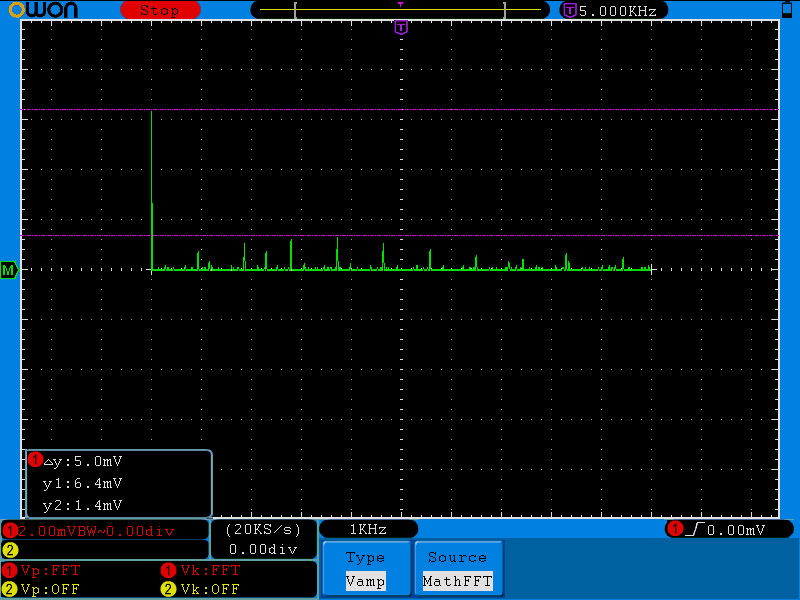 OWON Stop T 5.000KHz
T
M
1 △y:5.0mV
y1:6.4mV
y2:1.4mV
1 2.00mVBW~0.00div (20KS/s) 1KHz 1 0.00mV
2 0.00div
1 Vp:FFT 1 Vk:FFT Type Source
2 Vp:OFF 2 Vk:OFF Vamp MathFFT